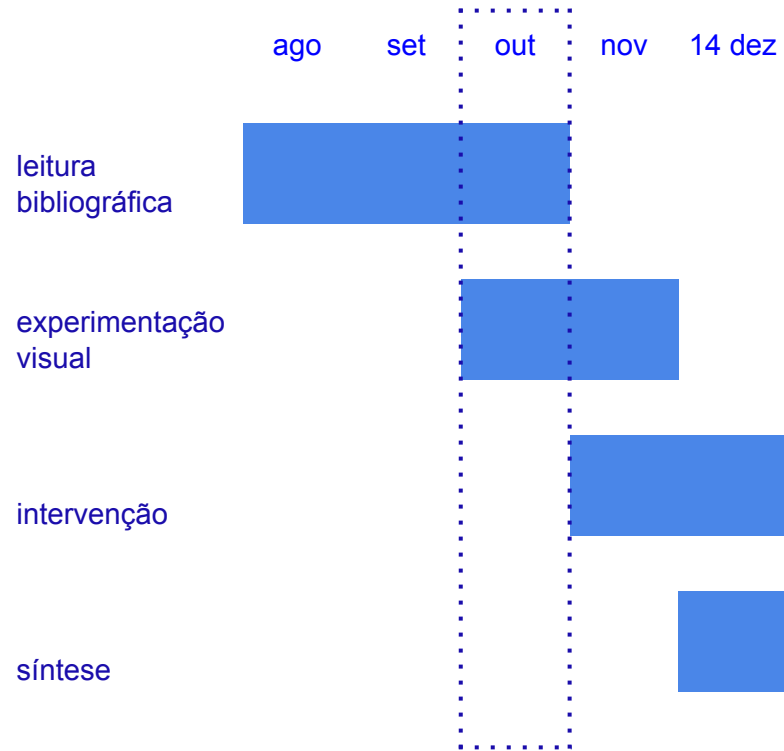 ago set out nov 14 dez
leitura
bibliográfica
experimentação
visual
intervenção
síntese